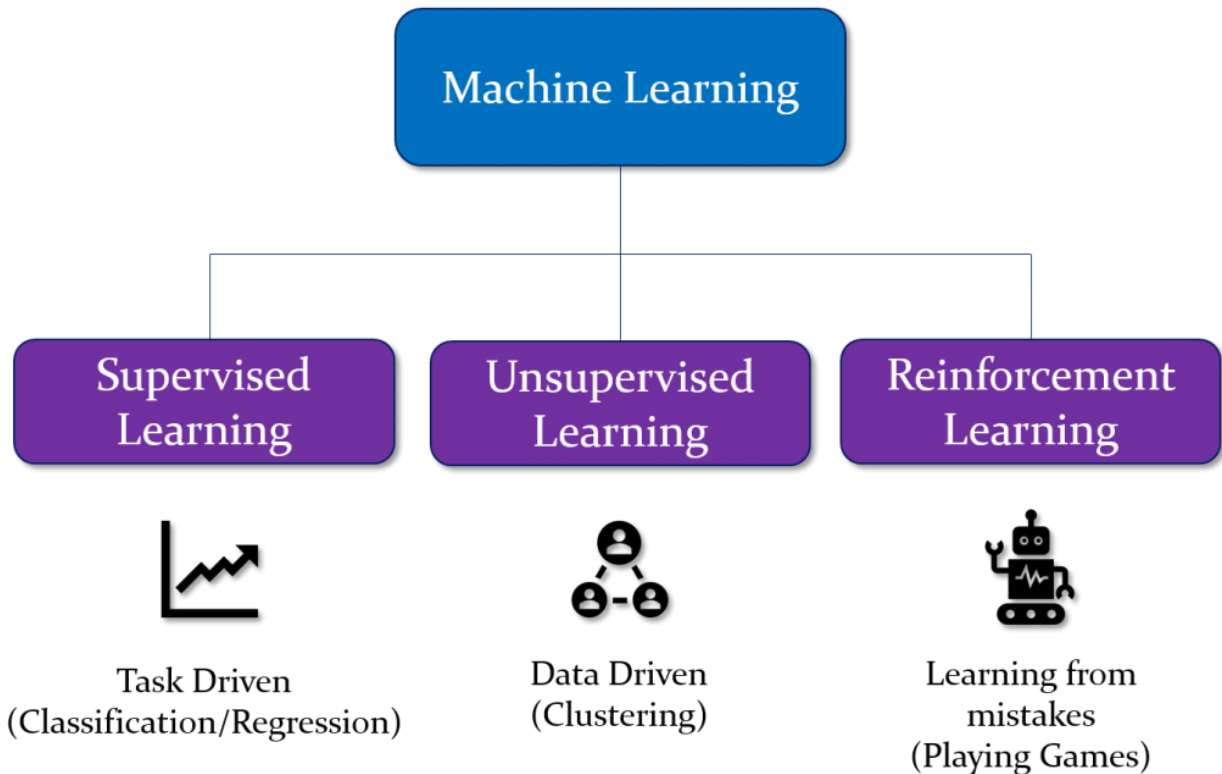 Machine Learning
Supervised
Learning
Unsupervised
Learning
Reinforcement
Learning
Task Driven
(Classification/Regression)
Data Driven
(Clustering)
Learning from
mistakes
(Playing Games)